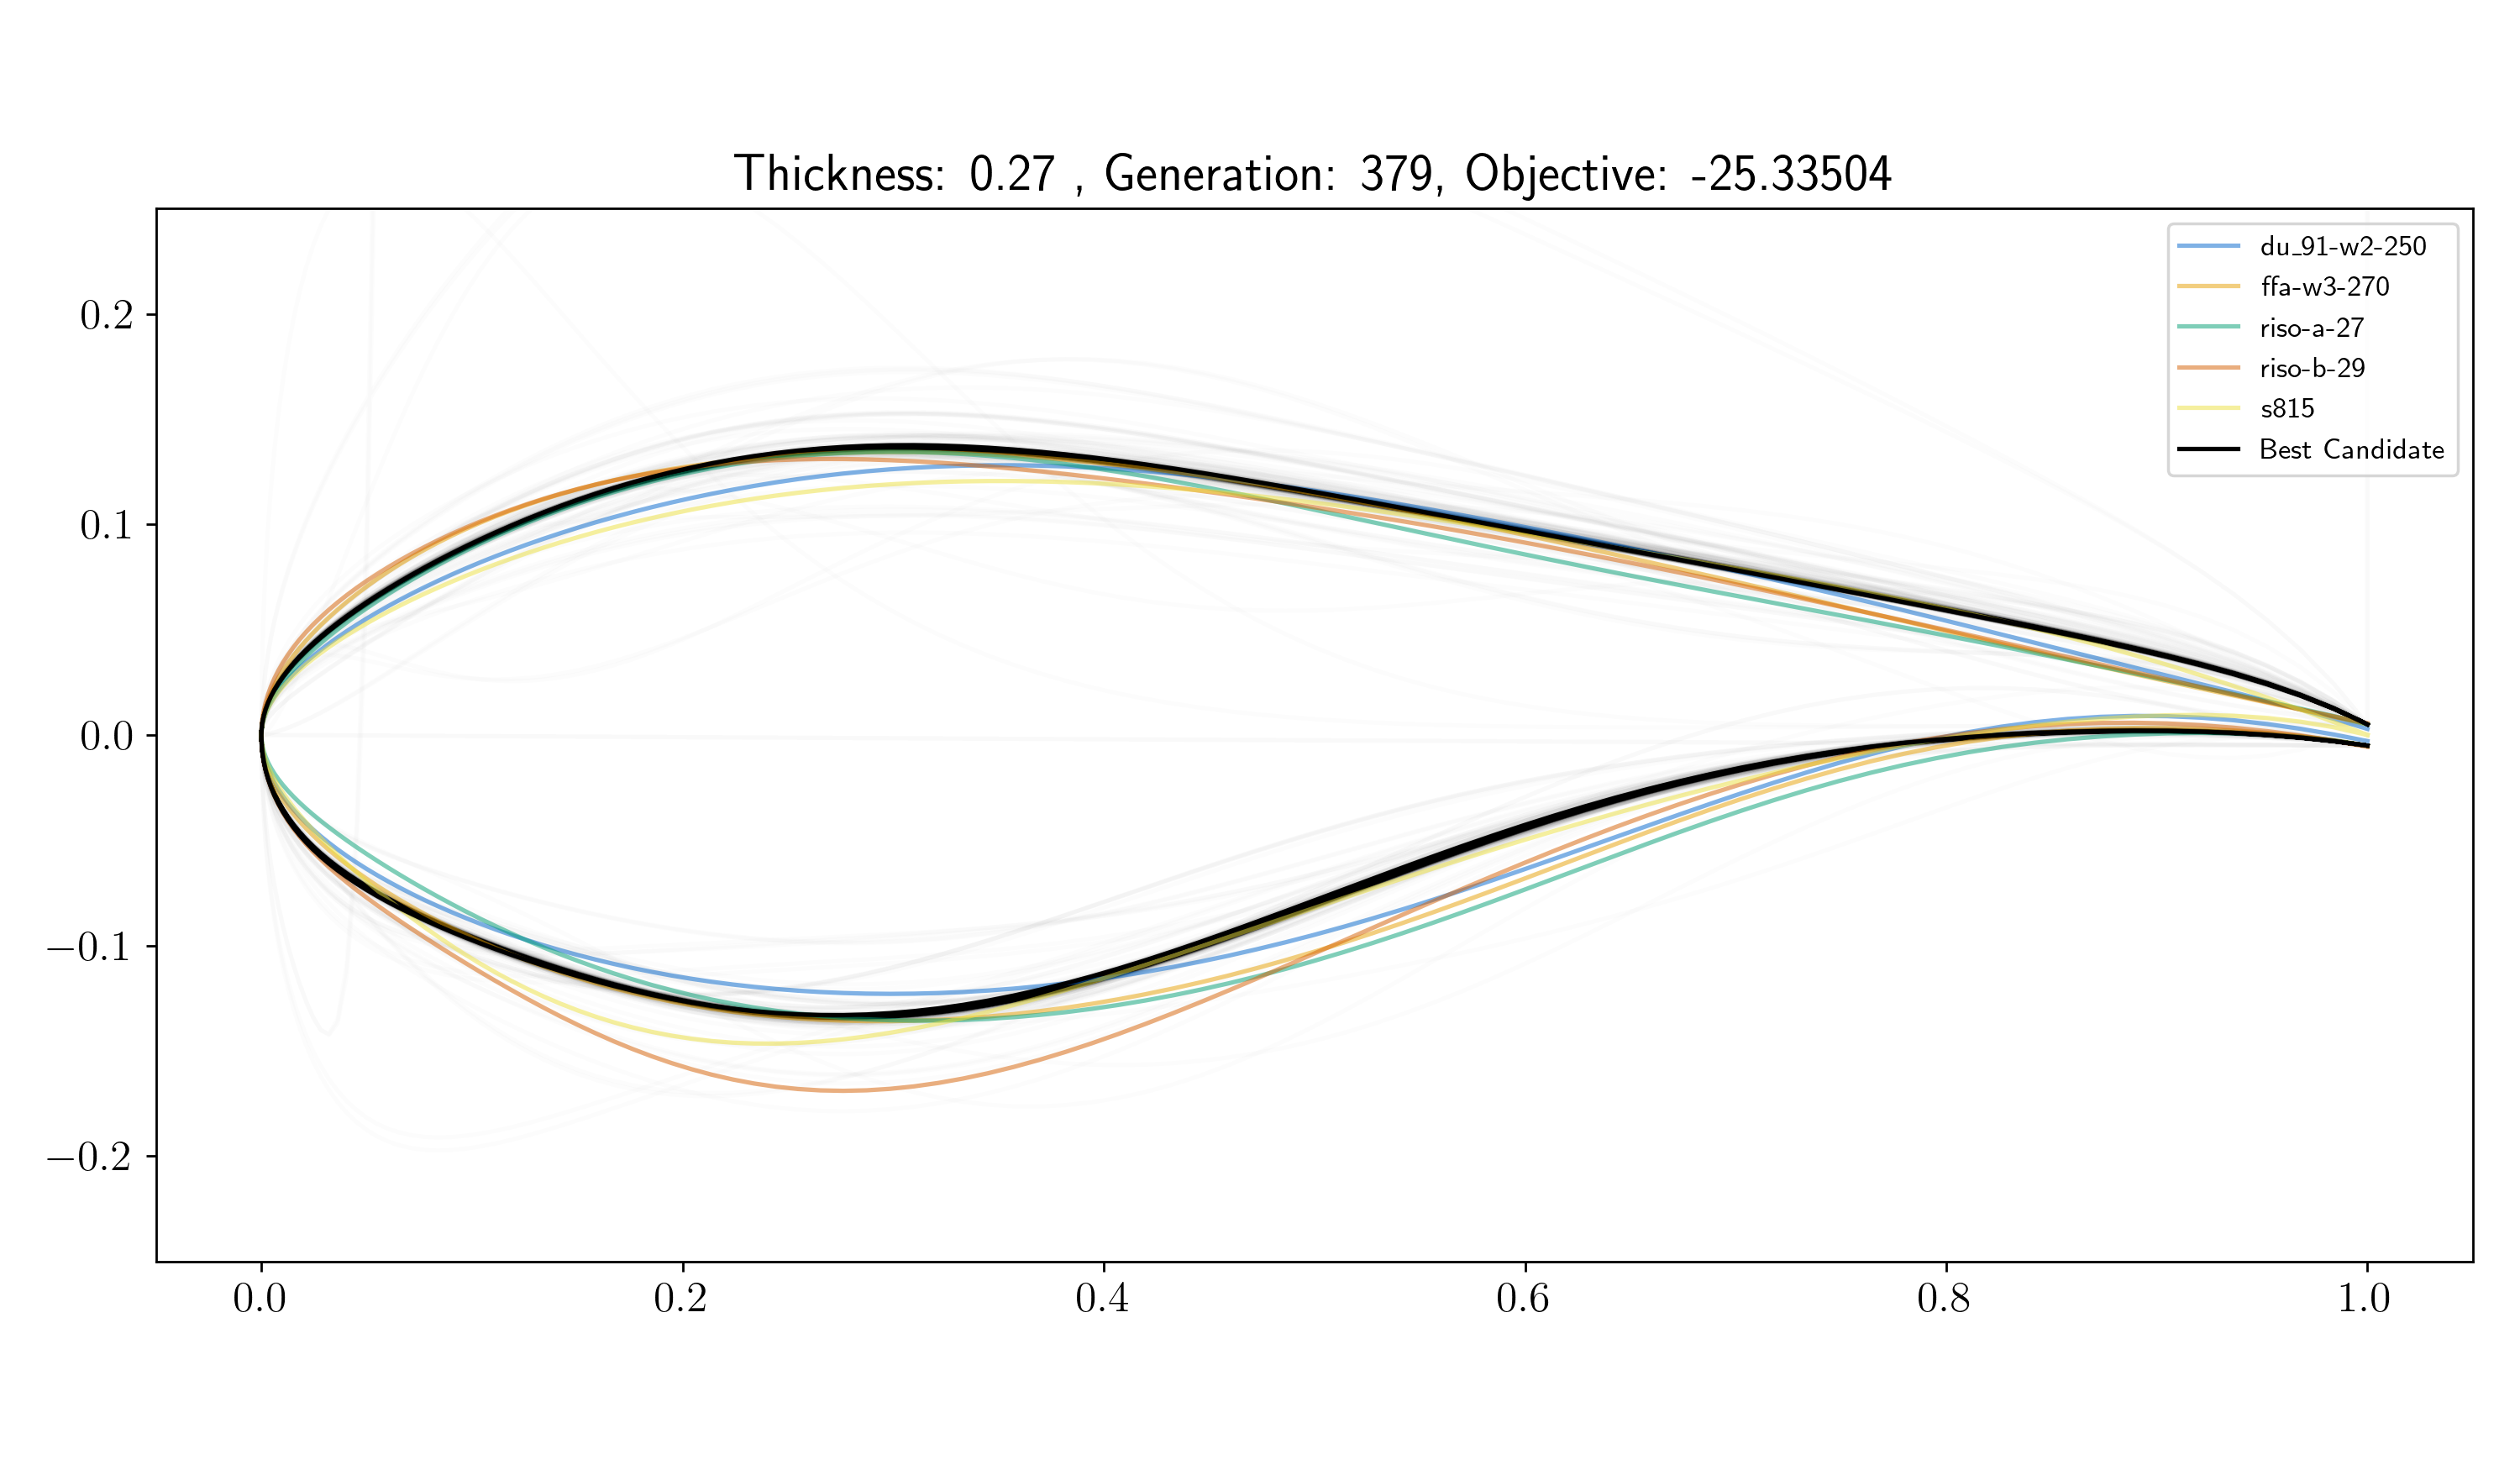 Thickness: 0.27 , Generation: 379, Objective: -25.33504
du_91-w2-250
ffa-w3-270
riso-a-27
riso-b-29
s815
Best Candidate
0.2
0.1
0.0
−0.1
−0.2
0.0 0.2 0.4 0.6 0.8 1.0